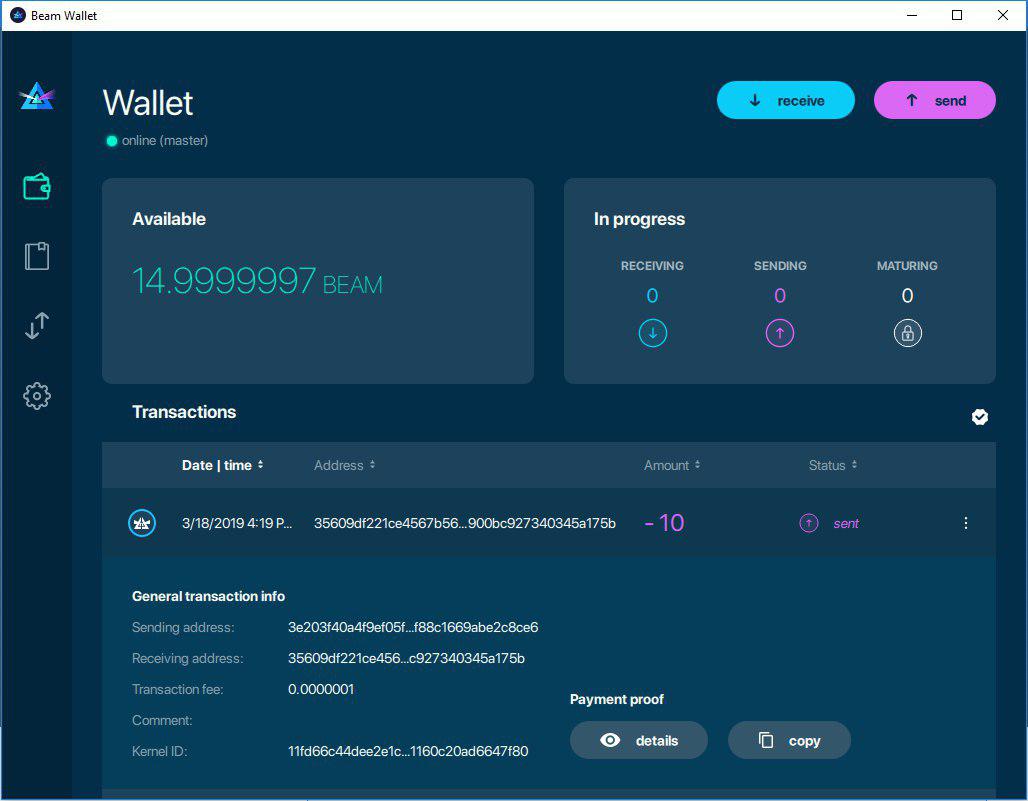 Beam Wallet
Wallet
receive
send
online (master)
Available
14.9999997 BEAM
In progress
RECEIVING SENDING MATURING
0 0 0
Transactions
Date | time Address Amount Status
3/18/2019 4:19 P... 35609df221ce4567b56...900bc927340345a175b - 10 sent
General transaction info
Sending address: 3e203f40a4f9ef05f...f88c1669abe2c8ce6
Receiving address: 35609df221ce456...c927340345a175b
Transaction fee: 0.0000001
Comment:
Kernel ID: 11fd66c44dee2e1c...1160c20ad6647f80
Payment proof
details copy